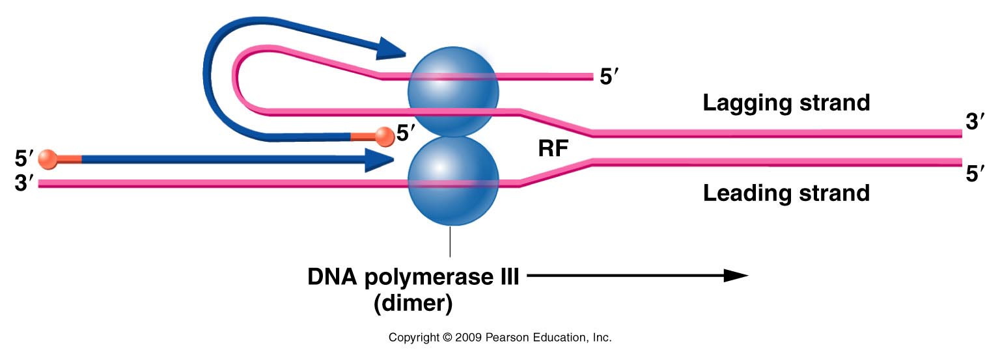 5′
Lagging strand
3′
5′
RF
5′
3′
5′
Leading strand
DNA polymerase III
(dimer)
Copyright © 2009 Pearson Education, Inc.